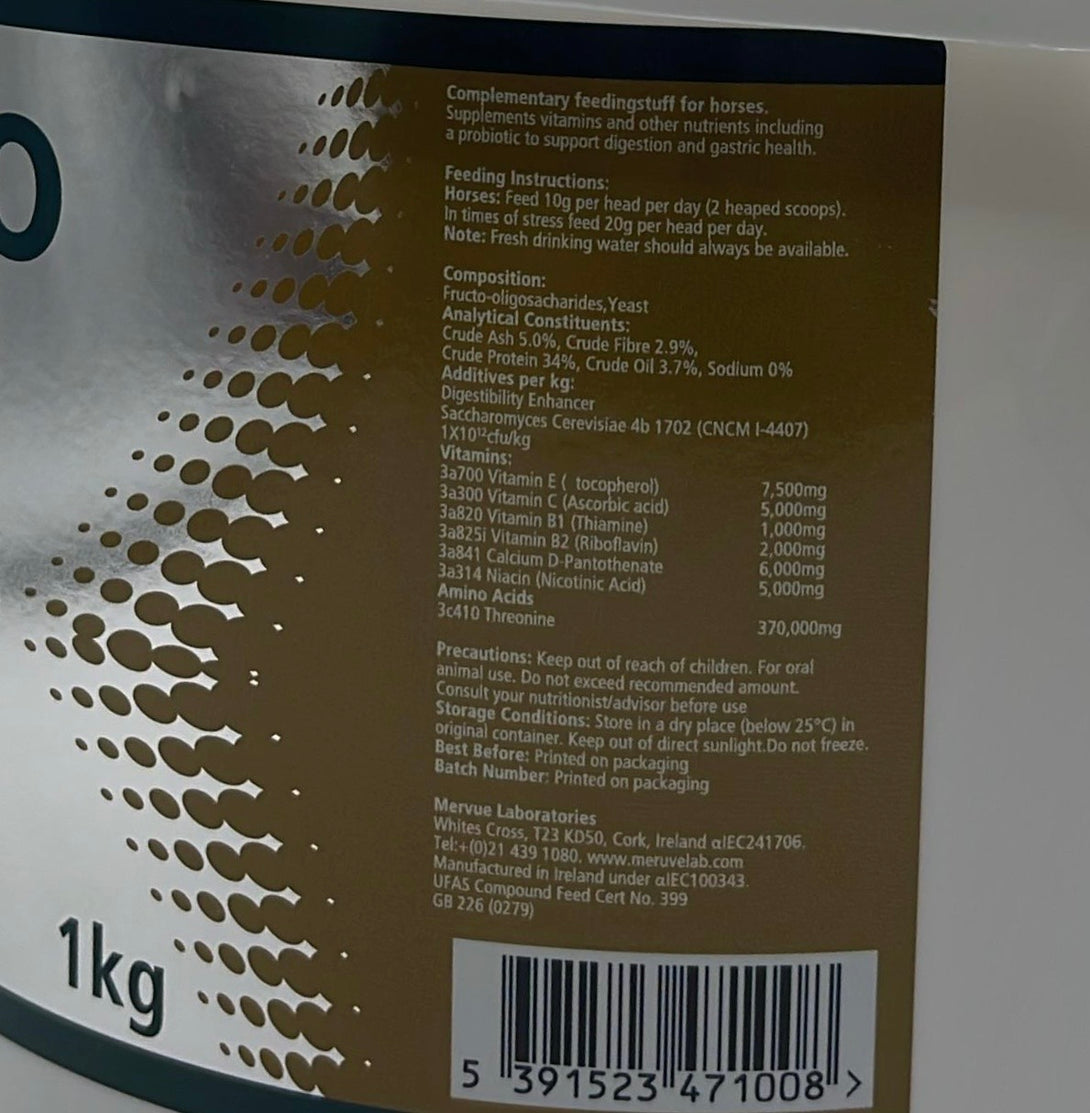 O
Complementary feedingstuff for horses.
Supplements vitamins and other nutrients including
a probiotic to support digestion and gastric health.
Feeding Instructions:
Horses: Feed 10g per head per day (2 heaped scoops).
In times of stress feed 20g per head per day.
Note: Fresh drinking water should always be available.
Composition:
Fructo-oligosacharides,Yeast
Analytical Constituents:
Crude Ash 5.0%, Crude Fibre 2.9%,
Crude Protein 34%, Crude Oil 3.7%, Sodium 0%
Additives per kg:
Digestibility Enhancer
Saccharomyces Cerevisiae 4b 1702 (CNCM I-4407)
1X10¹²cfu/kg
Vitamins:
3a700 Vitamin E ( tocopherol) 7,500mg
3a300 Vitamin C (Ascorbic acid) 5,000mg
3a820 Vitamin B1 (Thiamine) 1,000mg
3a825i Vitamin B2 (Riboflavin) 2,000mg
3a841 Calcium D-Pantothenate 6,000mg
3a314 Niacin (Nicotinic Acid) 5,000mg
Amino Acids
3c410 Threonine 370,000mg
Precautions: Keep out of reach of children. For oral
animal use. Do not exceed recommended amount.
Consult your nutritionist/advisor before use
Storage Conditions: Store in a dry place (below 25°C) in
original container. Keep out of direct sunlight.Do not freeze.
Best Before: Printed on packaging
Batch Number: Printed on packaging
Mervue Laboratories
Whites Cross, T23 KD50, Cork, Ireland αIEC241706.
Tel:+(0)21 439 1080. www.meruvelab.com
Manufactured in Ireland under αIEC100343.
UFAS Compound Feed Cert No. 399
GB 226 (0279)
1kg
5 391523 471008 >